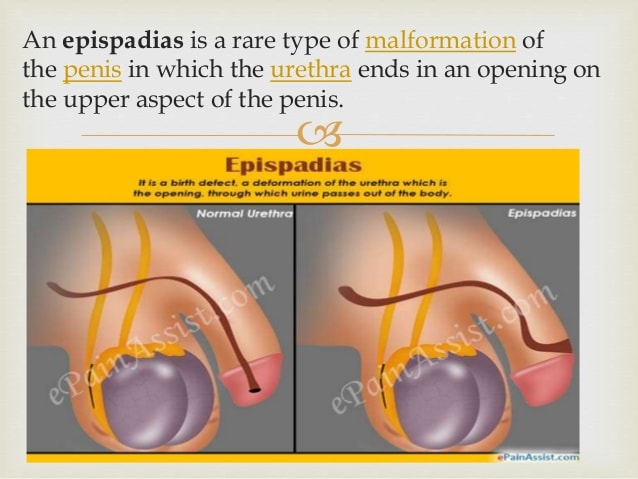 An epispadias is a rare type of malformation of
the penis in which the urethra ends in an opening on
the upper aspect of the penis.
Epispadias
It is a birth defect, a deformation of the urethra which is
the opening, through which urine passes out of the body.
Normal Urethra
Epispadias
ePainAssist.com
ePainAssist.com
ePainAssist.com